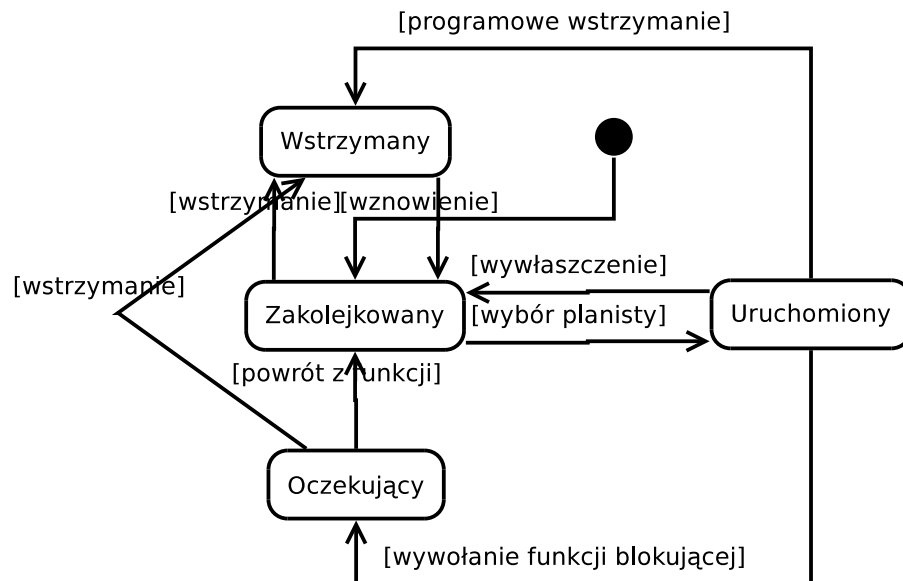 [programowe wstrzymanie]
Wstrzymany
[wstrzymanie]
[wznowienie]
[wywłaszczenie]
[wstrzymanie]
Zakolejkowany
[wybór planisty]
Uruchomiony
[powrót z funkcji]
Oczekujący
[wywołanie funkcji blokującej]